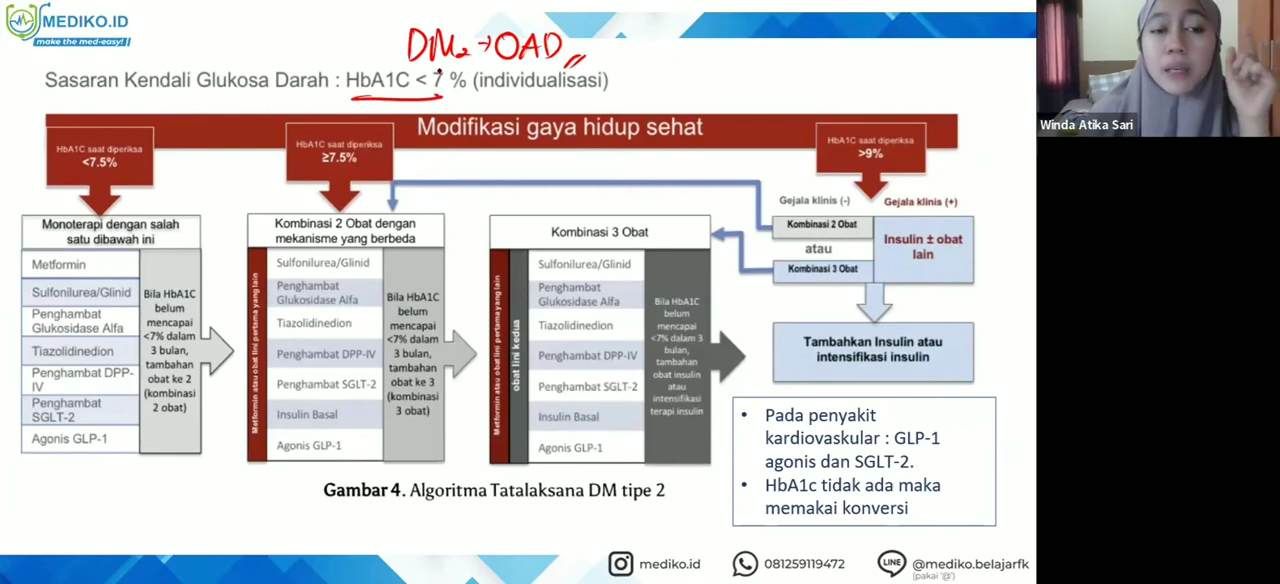 MEDIKO.ID
make the med-easy!
DM2 → OAD
Sasaran Kendali Glukosa Darah : HbA1C < 7 % (individualisasi)
Modifikasi gaya hidup sehat
HbA1C saat diperiksa
<7.5%
HbA1C saat diperiksa
≥7.5%
HbA1C saat diperiksa
>9%
Monoterapi dengan salah
satu dibawah ini
Metformin
Sulfonilurea/Glinid
Penghambat
Glukosidase Alfa
Tiazolidinedion
Penghambat DPP-
IV
Penghambat
SGLT-2
Agonis GLP-1
Bila HbA1C
belum
mencapai
<7% dalam
3 bulan,
tambahan
obat ke 2
(kombinasi
2 obat)
Kombinasi 2 Obat dengan
mekanisme yang berbeda
Metformin atau obat lini pertama yang lain
Sulfonilurea/Glinid
Penghambat
Glukosidase Alfa
Tiazolidinedion
Penghambat DPP-IV
Penghambat SGLT-2
Insulin Basal
Agonis GLP-1
Bila HbA1C
belum
mencapai
<7% dalam
3 bulan,
tambahan
obat ke 3
(kombinasi
3 obat)
Kombinasi 3 Obat
Metformin atau obat lini pertama yang lain
obat lini kedua
Sulfonilurea/Glinid
Penghambat
Glukosidase Alfa
Tiazolidinedion
Penghambat DPP-IV
Penghambat SGLT-2
Insulin Basal
Agonis GLP-1
Bila HbA1C
belum
mencapai
<7% dalam 3
bulan,
tambahan
obat insulin
atau
intensifikasi
terapi insulin
Gejala klinis (-)
Gejala klinis (+)
Kombinasi 2 Obat
atau
Kombinasi 3 Obat
Insulin ± obat
lain
Tambahkan Insulin atau
intensifikasi insulin
• Pada penyakit
kardiovaskular : GLP-1
agonis dan SGLT-2.
• HbA1c tidak ada maka
memakai konversi
Gambar 4. Algoritma Tatalaksana DM tipe 2
mediko.id
081259119472
LINE
@mediko.belajarfk
(pakai '@')
Winda Atika Sari